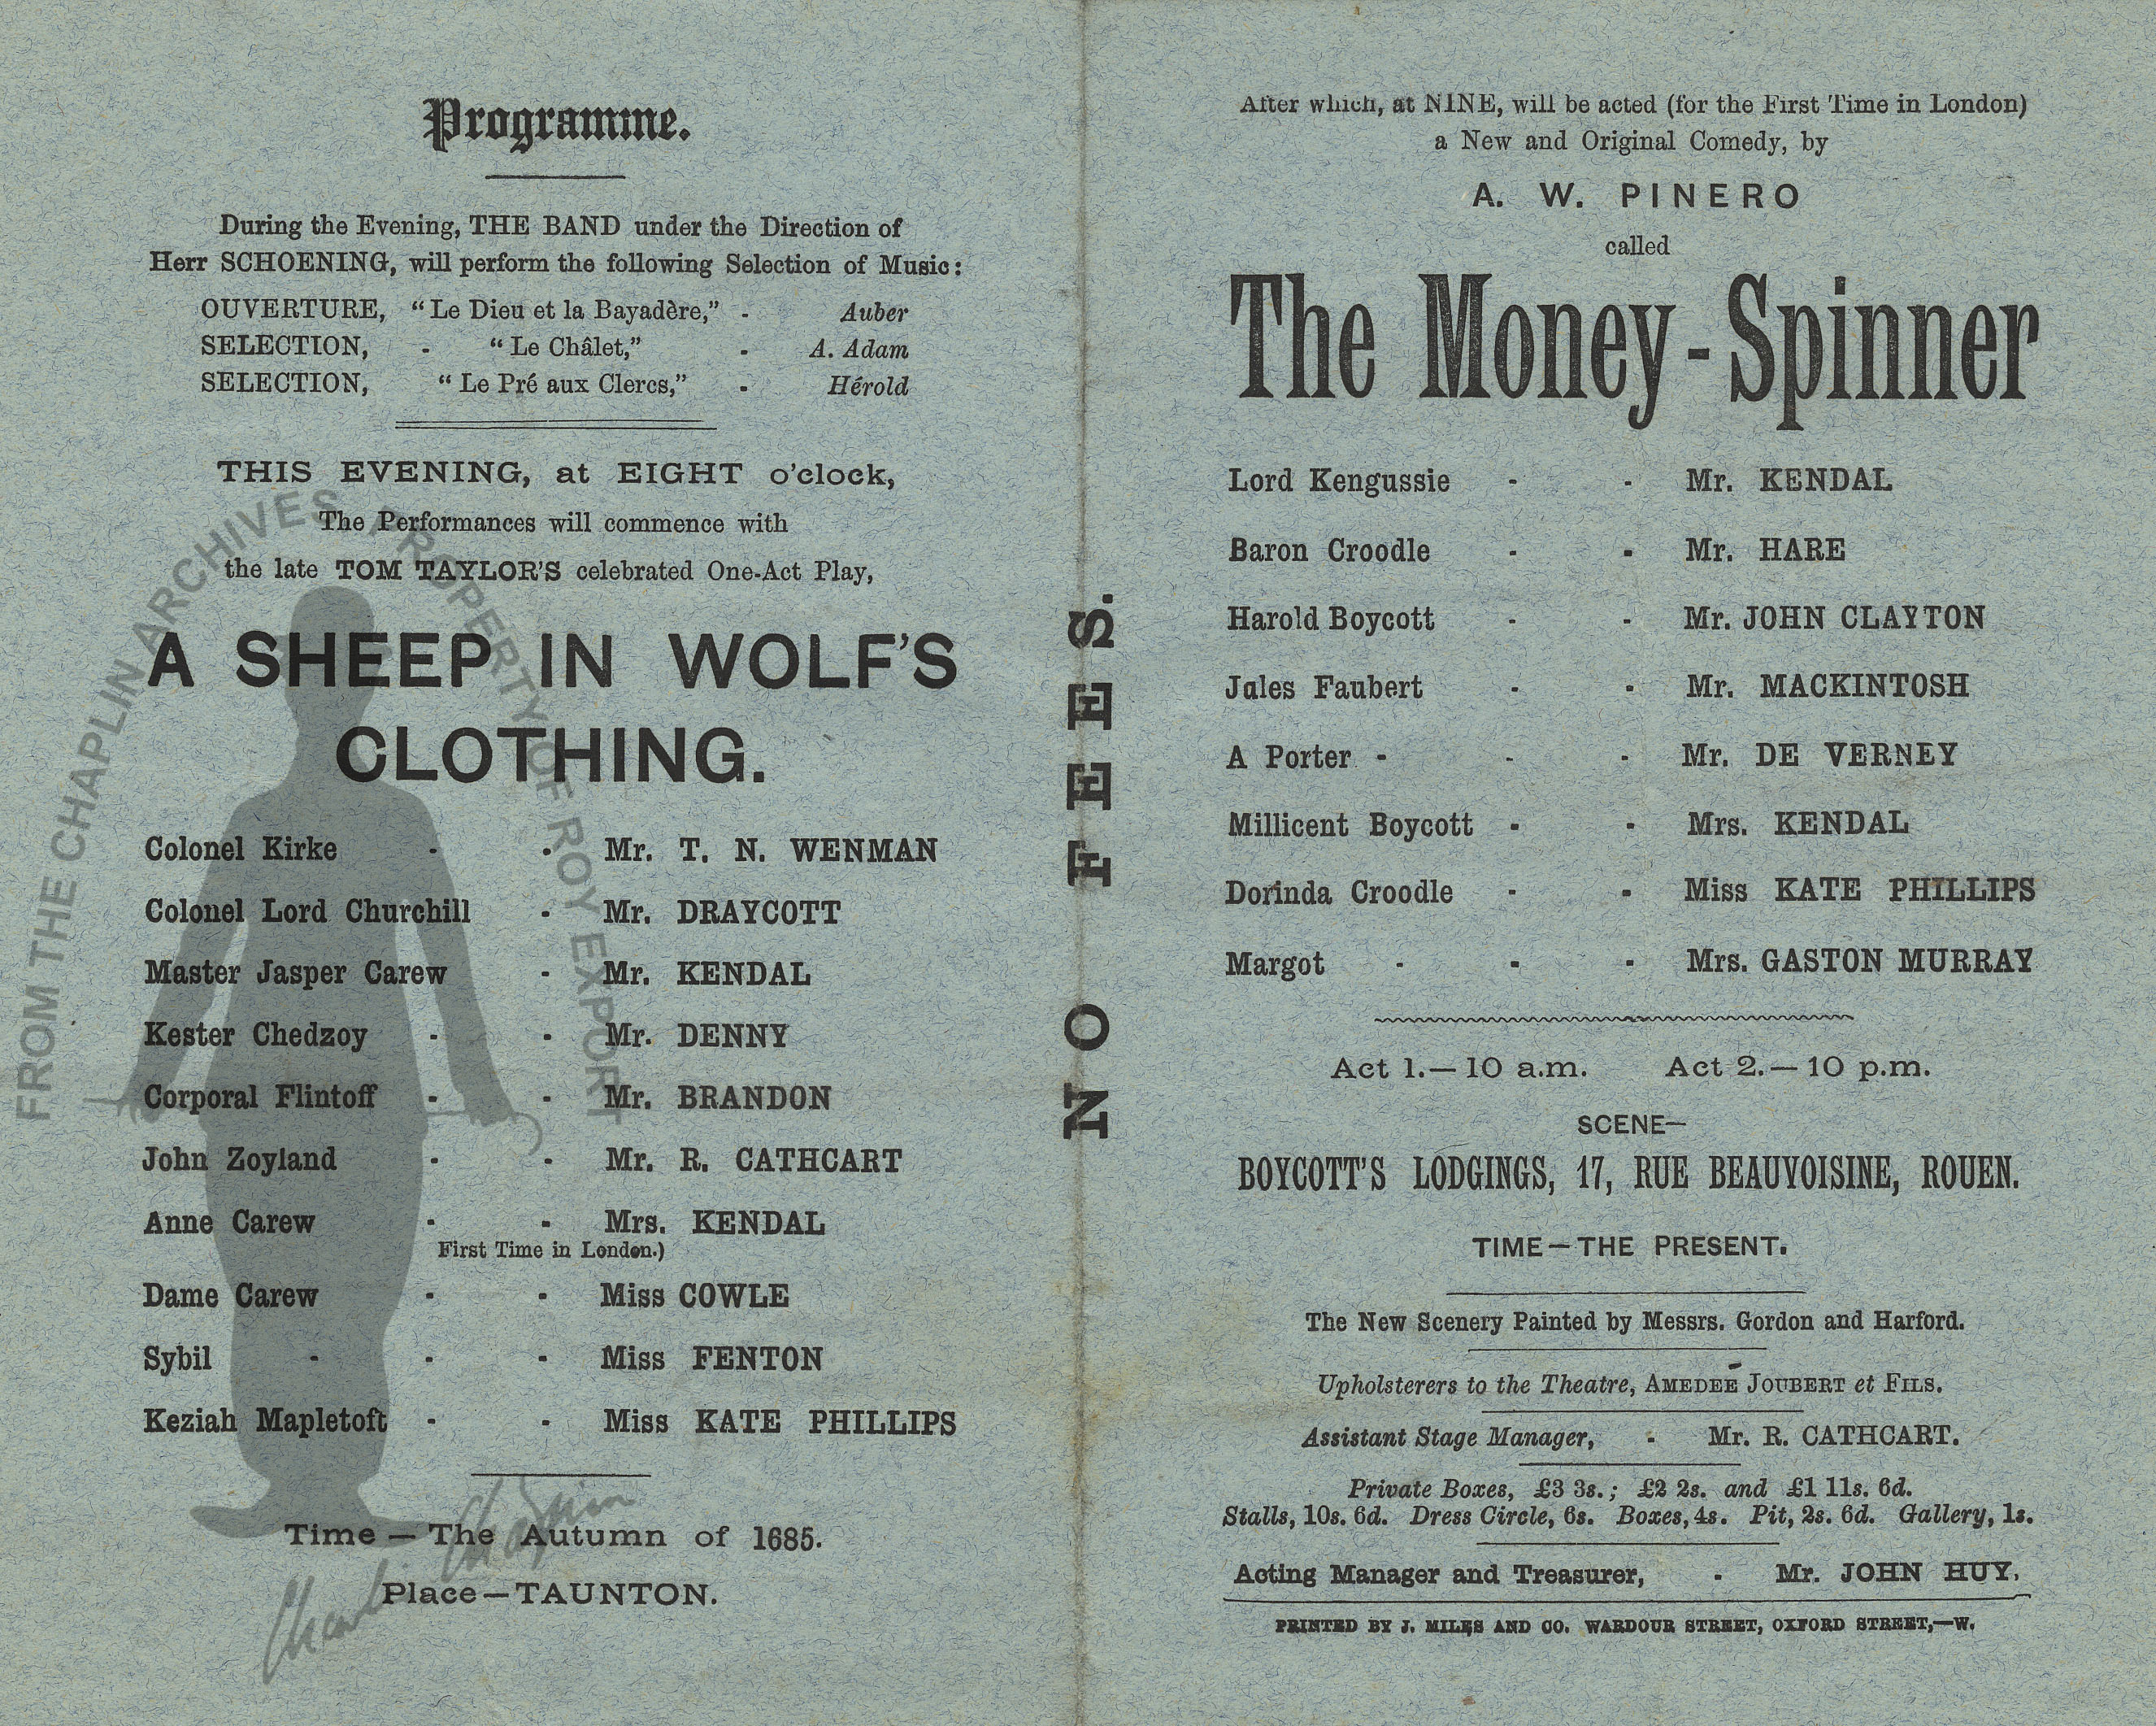 Programme.
During the Evening, THE BAND under the Direction of
Herr SCHOENING, will perform the following Selection of Music:
OUVERTURE, "Le Dieu et la Bayadère," - Auber
SELECTION, - "Le Châlet," - A. Adam
SELECTION, "Le Pré aux Clercs," - Hérold
THIS EVENING, at EIGHT o'clock,
The Performances will commence with
the late TOM TAYLOR'S celebrated One-Act Play,
A SHEEP IN WOLF'S
CLOTHING.
Colonel Kirke - - Mr. T. N. WENMAN
Colonel Lord Churchill - Mr. DRAYCOTT
Master Jasper Carew - Mr. KENDAL
Kester Chedzoy - - Mr. DENNY
Corporal Flintoff - - Mr. BRANDON
John Zoyland - - Mr. R. CATHCART
Anne Carew - - Mrs. KENDAL
First Time in London.)
Dame Carew - - Miss COWLE
Sybil - - - Miss FENTON
Keziah Mapletoft - - Miss KATE PHILLIPS
Time — The Autumn of 1685.
Place — TAUNTON.
FROM THE CHAPLIN ARCHIVES PROPERTY OF ROY EXPORT
Charlie Chaplin
NO FEES.
After which, at NINE, will be acted (for the First Time in London)
a New and Original Comedy, by
A. W. PINERO
called
The Money-Spinner
Lord Kengussie - - Mr. KENDAL
Baron Croodle - - Mr. HARE
Harold Boycott - - Mr. JOHN CLAYTON
Jules Faubert - - Mr. MACKINTOSH
A Porter - - - Mr. DE VERNEY
Millicent Boycott - - Mrs. KENDAL
Dorinda Croodle - - Miss KATE PHILLIPS
Margot - - - Mrs. GASTON MURRAY
Act 1.—10 a.m. Act 2.—10 p.m.
SCENE—
BOYCOTT'S LODGINGS, 17, RUE BEAUVOISINE, ROUEN.
TIME—THE PRESENT.
The New Scenery Painted by Messrs. Gordon and Harford.
Upholsterers to the Theatre, AMEDEÉ JOUBERT et FILS.
Assistant Stage Manager, - Mr. R. CATHCART.
Private Boxes, £3 3s.; £2 2s. and £1 11s. 6d.
Stalls, 10s. 6d. Dress Circle, 6s. Boxes, 4s. Pit, 2s. 6d. Gallery, 1s.
Acting Manager and Treasurer, - Mr. JOHN HUY.
PRINTED BY J. MILES AND CO. WARDOUR STREET, OXFORD STREET,—W.